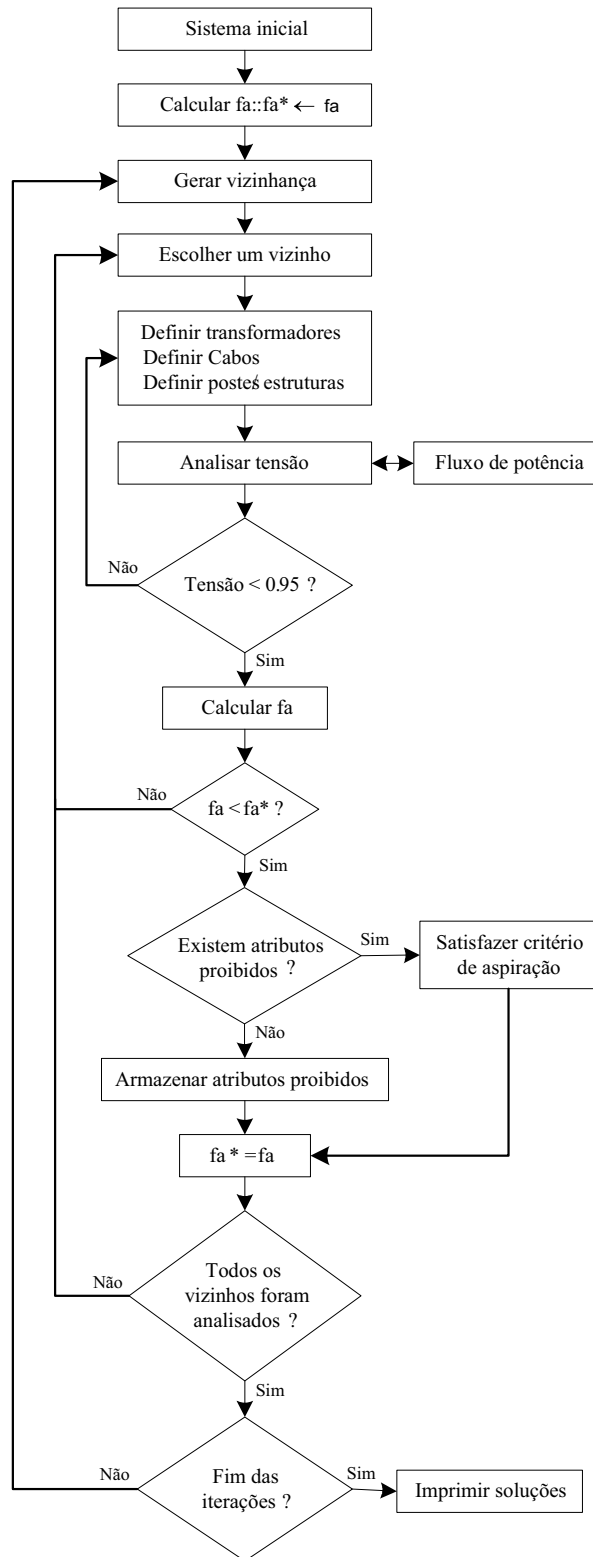 Sistema inicial
Calcular fa::fa* ← fa
Gerar vizinhança
Escolher um vizinho
Definir transformadores
Definir Cabos
Definir postes/ estruturas
Analisar tensão
Fluxo de potência
Não
Tensão < 0.95 ?
Sim
Calcular fa
Não
fa < fa* ?
Sim
Existem atributos
proibidos ?
Sim
Satisfazer critério
de aspiração
Não
Armazenar atributos proibidos
fa * = fa
Não
Todos os
vizinhos foram
analisados ?
Sim
Não
Fim das
iterações ?
Sim
Imprimir soluções